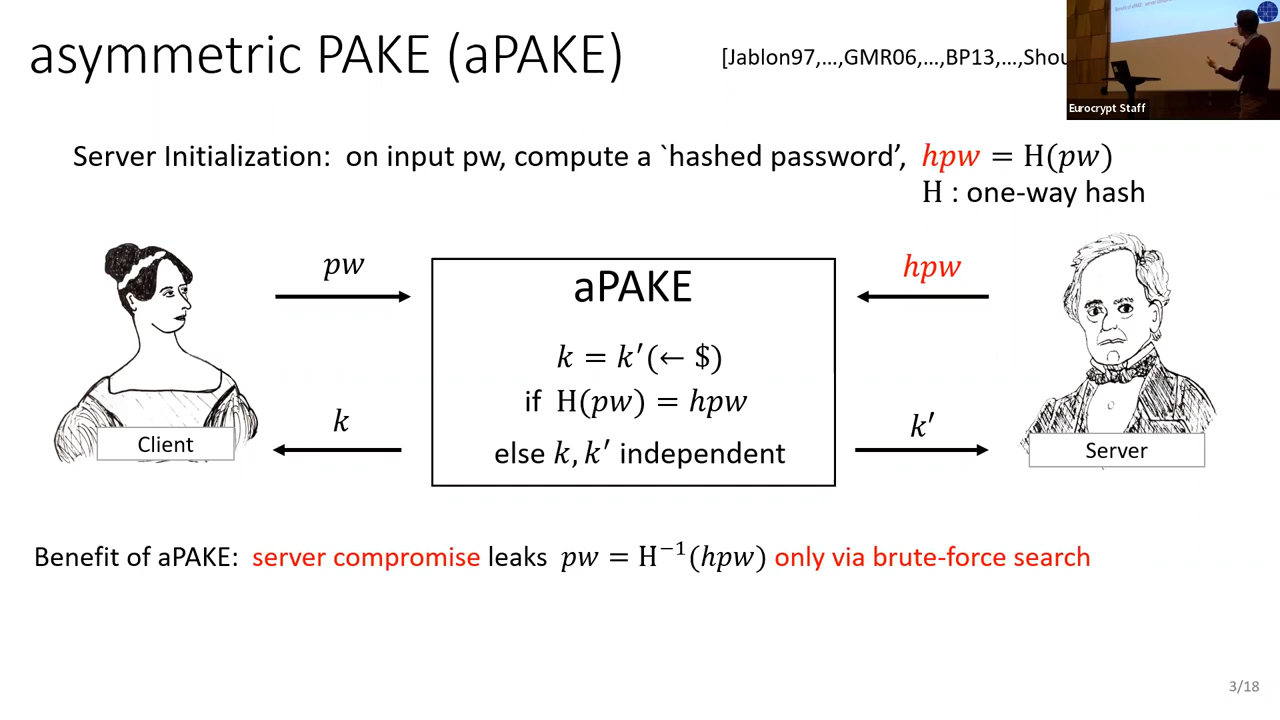 asymmetric PAKE (aPAKE)
[Jablon97,...,GMR06,...,BP13,...,Shou
Eurocrypt Staff
Server Initialization: on input pw, compute a `hashed password’, hpw = H(pw)
H : one-way hash
pw
aPAKE
hpw
k = k′(← $)
if H(pw) = hpw
k
k′
else k, k′ independent
Client
Server
Benefit of aPAKE: server compromise leaks pw = H⁻¹(hpw) only via brute-force search
3/18